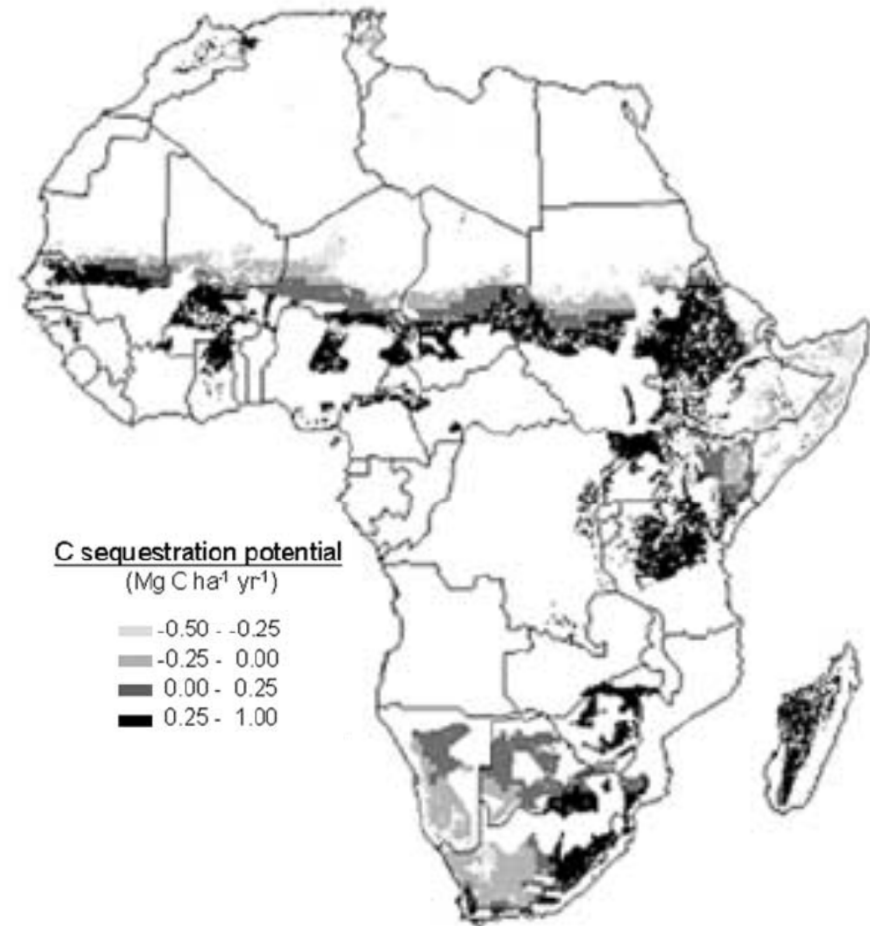 C sequestration potential
(Mg C ha⁻¹ yr⁻¹)
-0.50 - -0.25
-0.25 - 0.00
0.00 - 0.25
0.25 - 1.00